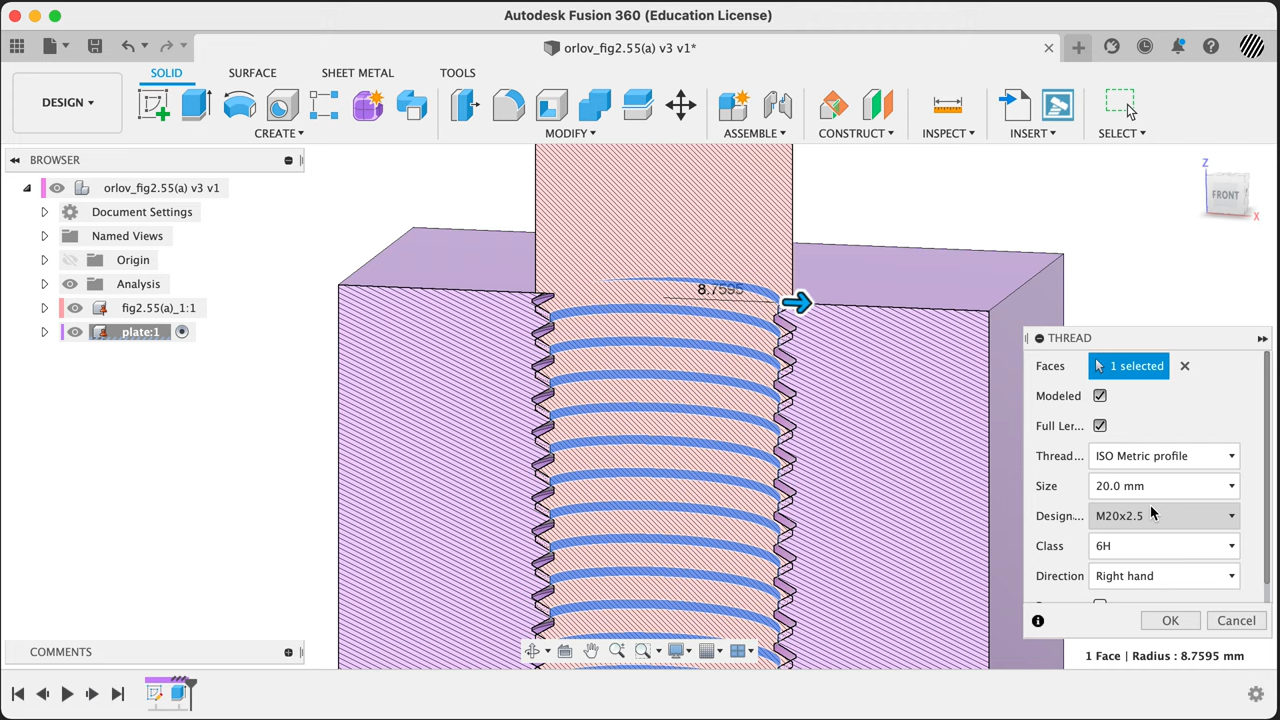 Autodesk Fusion 360 (Education License)
orlov_fig2.55(a) v3 v1*
DESIGN
SOLID
SURFACE
SHEET METAL
TOOLS
CREATE
MODIFY
ASSEMBLE
CONSTRUCT
INSPECT
INSERT
SELECT
BROWSER
orlov_fig2.55(a) v3 v1
Document Settings
Named Views
Origin
Analysis
fig2.55(a)_1:1
plate:1
8.7595
Z
FRONT
X
THREAD
Faces 1 selected
Modeled
Full Ler...
Thread... ISO Metric profile
Size 20.0 mm
Design... M20x2.5
Class 6H
Direction Right hand
OK Cancel
COMMENTS
1 Face | Radius : 8.7595 mm